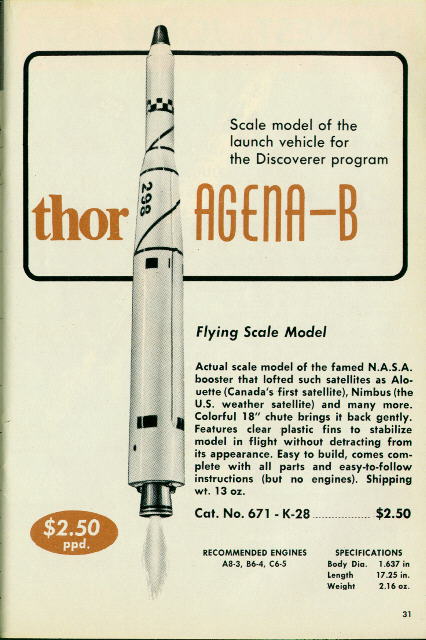 Scale model of the
launch vehicle for
the Discoverer program
thor AGENA-B
298
Flying Scale Model
Actual scale model of the famed N.A.S.A.
booster that lofted such satellites as Alo-
uette (Canada's first satellite), Nimbus (the
U.S. weather satellite) and many more.
Colorful 18" chute brings it back gently.
Features clear plastic fins to stabilize
model in flight without detracting from
its appearance. Easy to build, comes com-
plete with all parts and easy-to-follow
instructions (but no engines). Shipping
wt. 13 oz.
Cat. No. 671 - K-28 .................... $2.50
$2.50
ppd.
RECOMMENDED ENGINES
A8-3, B6-4, C6-5
SPECIFICATIONS
Body Dia. 1.637 in
Length 17.25 in.
Weight 2.16 oz.
31